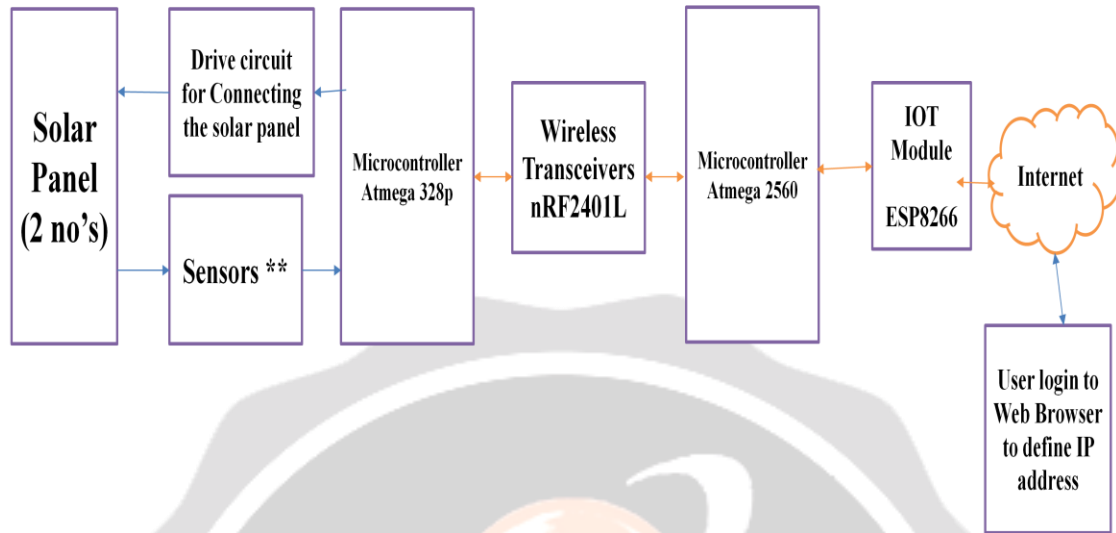 Solar
Panel
(2 no's)
Drive circuit
for Connecting
the solar panel
Sensors **
Microcontroller
Atmega 328p
Wireless
Transceivers
nRF2401L
Microcontroller
Atmega 2560
IOT
Module
ESP8266
Internet
User login to
Web Browser
to define IP
address